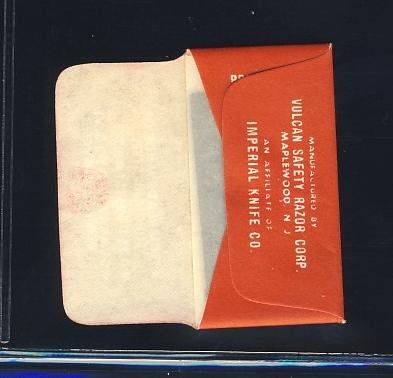 MANUFACTURED BY
VULCAN SAFETY RAZOR CORP.
MAPLEWOOD, N J
AN AFFILIATE OF
IMPERIAL KNIFE CO.